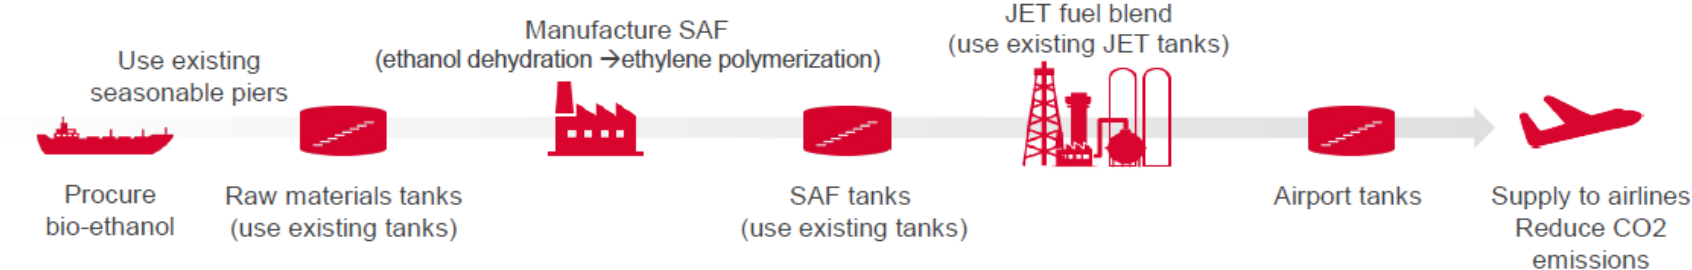 Use existing
seasonable piers
Procure
bio-ethanol
Raw materials tanks
(use existing tanks)
Manufacture SAF
(ethanol dehydration →ethylene polymerization)
SAF tanks
(use existing tanks)
JET fuel blend
(use existing JET tanks)
Airport tanks
Supply to airlines
Reduce CO2
emissions